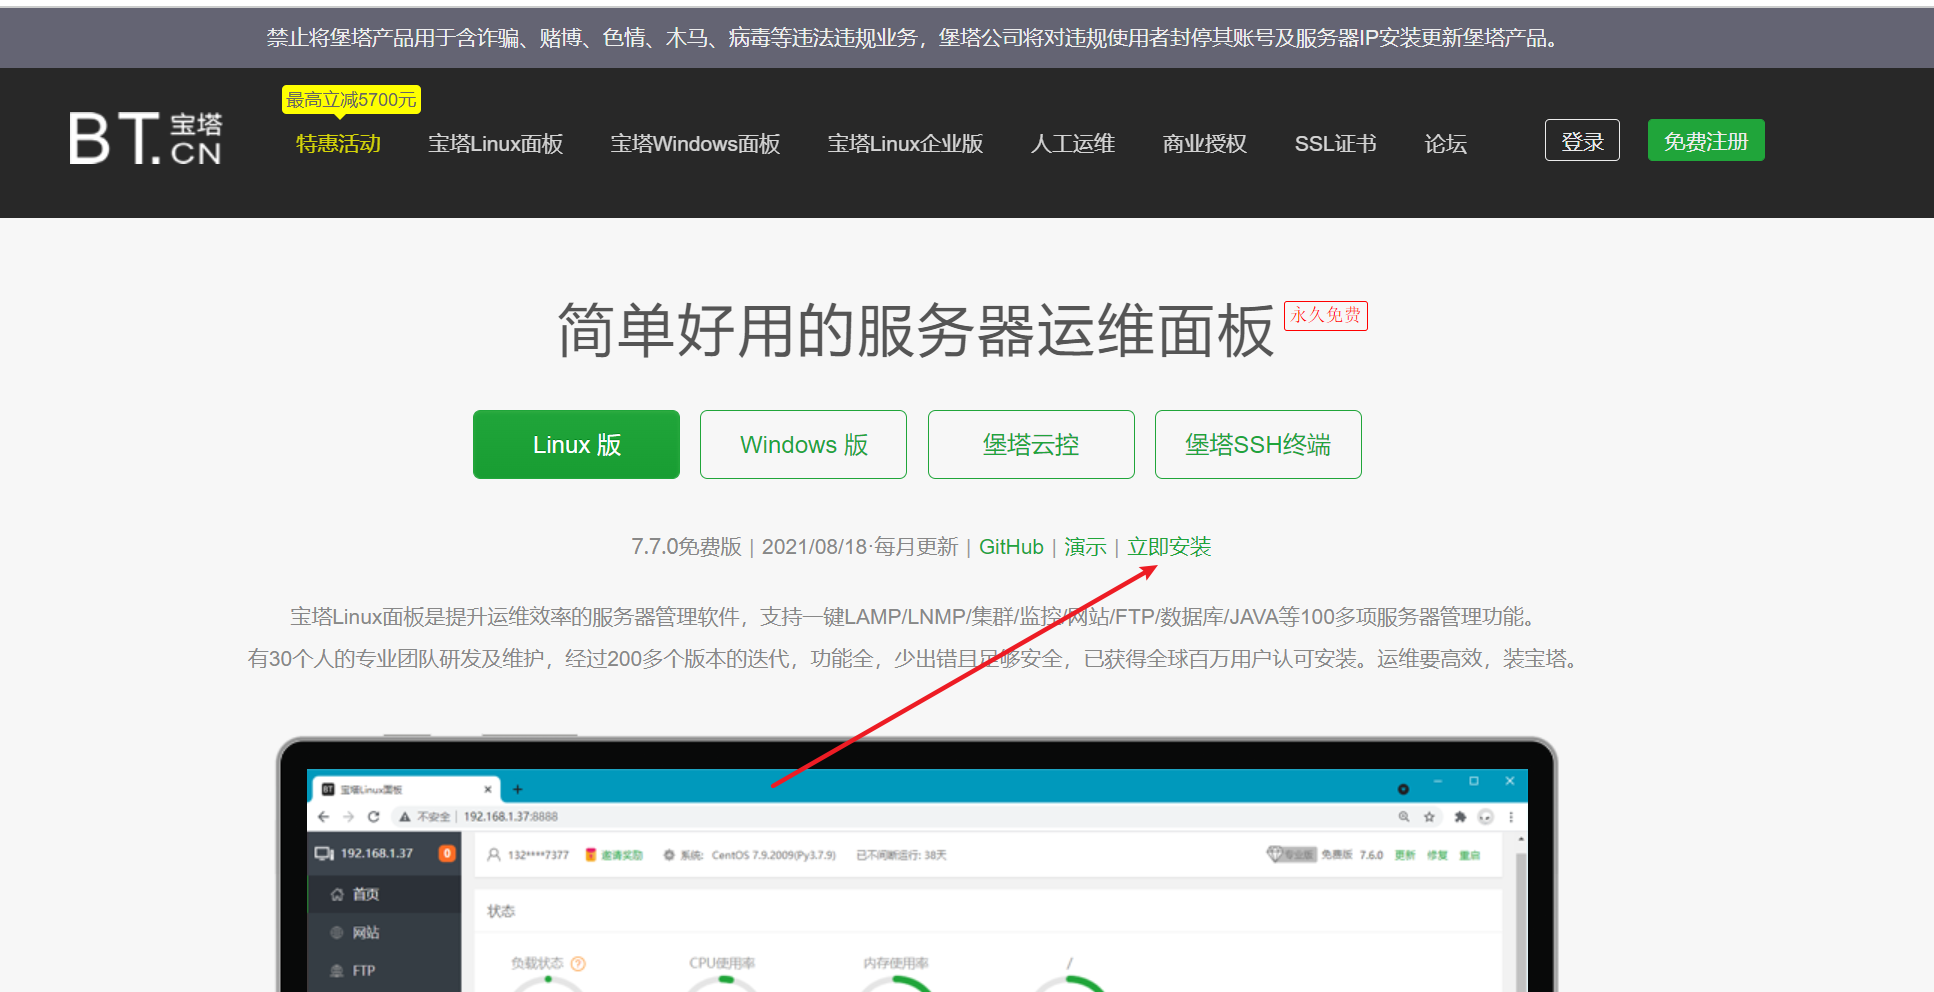 禁止将堡塔产品用于含诈骗、赌博、色情、木马、病毒等违法违规业务，堡塔公司将对违规使用者封停其账号及服务器IP安装更新堡塔产品。
最高立减5700元
BT.宝塔CN
特惠活动 宝塔Linux面板 宝塔Windows面板 宝塔Linux企业版 人工运维 商业授权 SSL证书 论坛 登录 免费注册
简单好用的服务器运维面板 永久免费
Linux 版 Windows 版 堡塔云控 堡塔SSH终端
7.7.0免费版 | 2021/08/18·每月更新 | GitHub | 演示 | 立即安装
宝塔Linux面板是提升运维效率的服务器管理软件，支持一键LAMP/LNMP/集群/监控/网站/FTP/数据库/JAVA等100多项服务器管理功能。
有30个人的专业团队研发及维护，经过200多个版本的迭代，功能全，少出错且足够安全，已获得全球百万用户认可安装。运维要高效，装宝塔。
BT 宝塔Linux面板
不安全 | 192.168.1.37:8888
192.168.1.37 0 132****7377 邀请奖励 系统: CentOS 7.9.2009(Py3.7.9) 已不间断运行: 38天 专业版 免费版 7.6.0 更新 修复 重启
首页
状态
网站
负载状态 ? CPU使用率 内存使用率 /
FTP